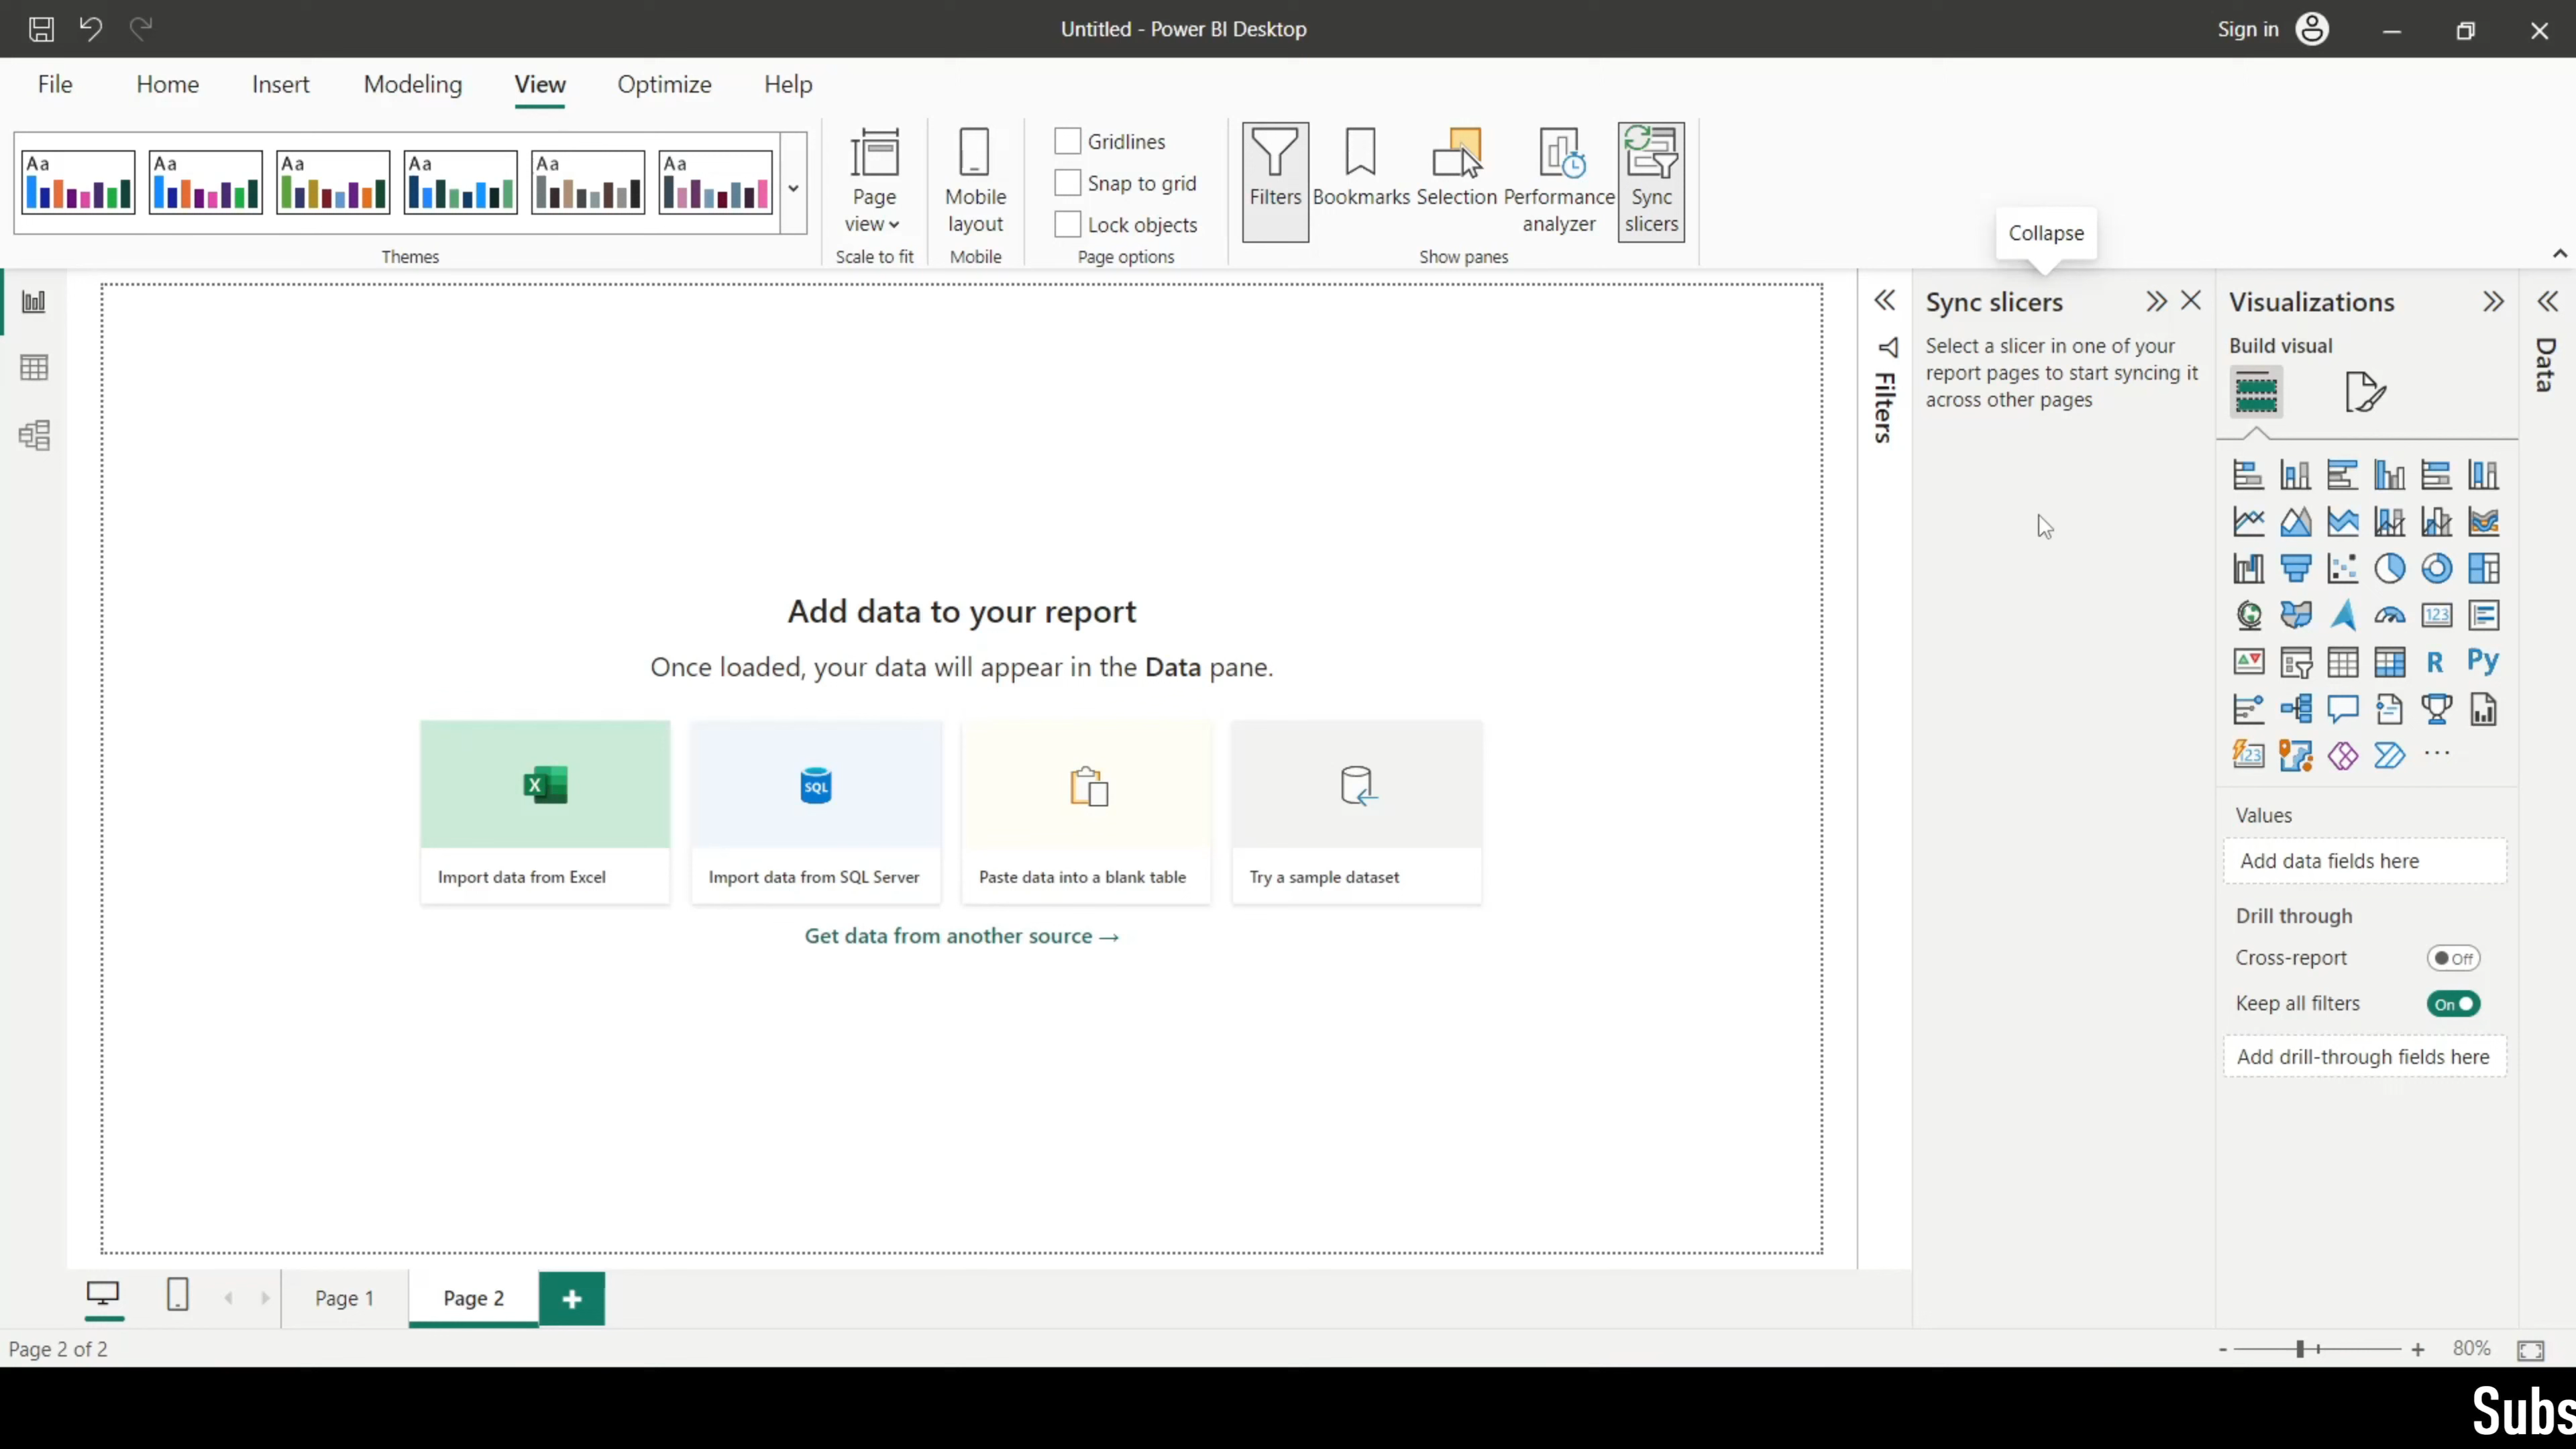 Untitled - Power BI Desktop
Sign in
File Home Insert Modeling View Optimize Help
Aa Aa Aa Aa Aa Aa
Themes
Page view
Scale to fit
Mobile layout
Mobile
Gridlines
Snap to grid
Lock objects
Page options
Filters
Bookmarks
Selection
Performance analyzer
Sync slicers
Show panes
Collapse
Add data to your report
Once loaded, your data will appear in the Data pane.
X
SQL
Import data from Excel
Import data from SQL Server
Paste data into a blank table
Try a sample dataset
Get data from another source →
Filters
Sync slicers
Select a slicer in one of your
report pages to start syncing it
across other pages
Visualizations
Build visual
123
R
Py
123
Values
Add data fields here
Drill through
Cross-report Off
Keep all filters On
Add drill-through fields here
Data
Page 1
Page 2
Page 2 of 2
- + 80%
Subs